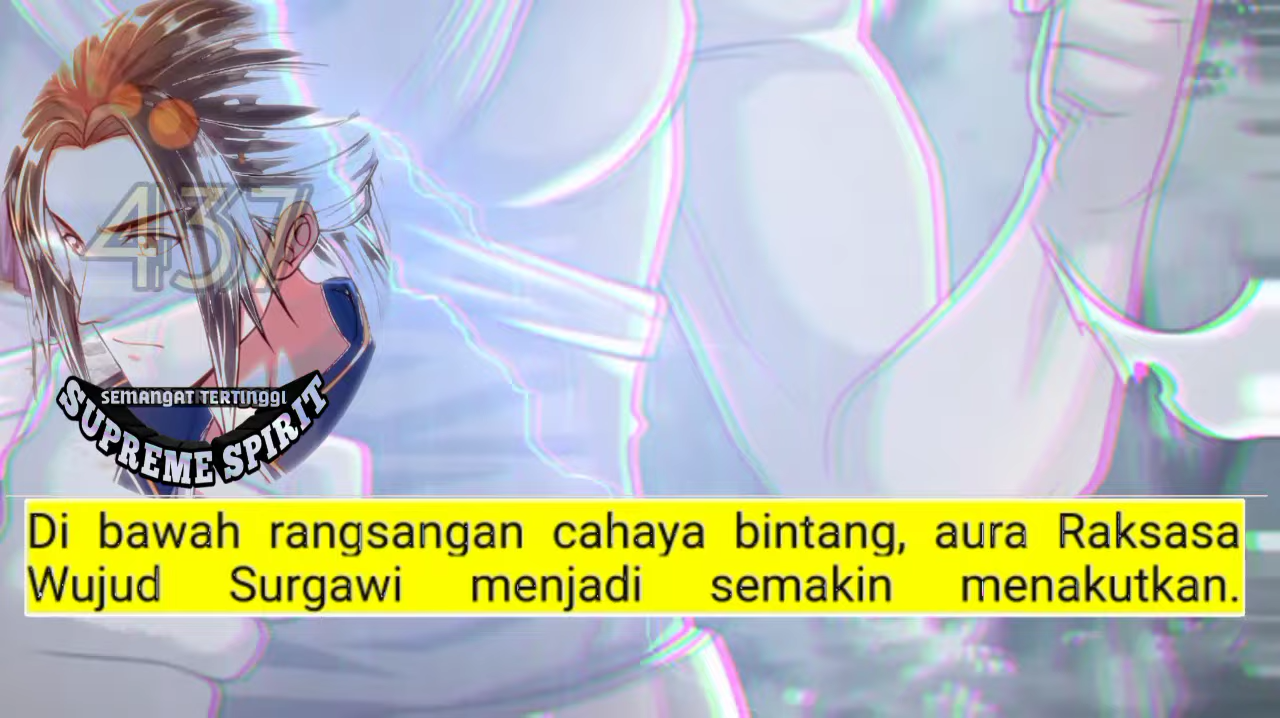 437
SEMANGAT TERTINGGI
SUPREME SPIRIT
Di bawah rangsangan cahaya bintang, aura Raksasa
Wujud Surgawi menjadi semakin menakutkan.